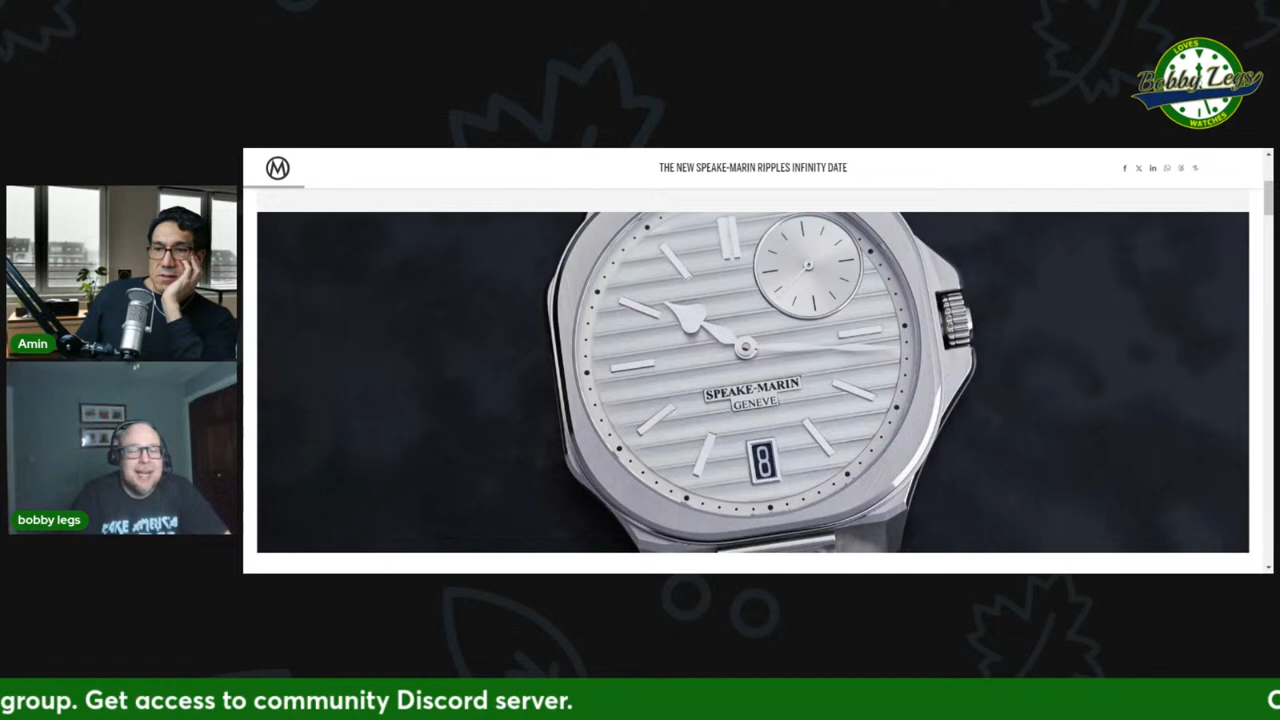 LOVES
Bobby Legs
WATCHES
M
THE NEW SPEAKE-MARIN RIPPLES INFINITY DATE
SPEAKE-MARIN
GENEVE
8
Amin
bobby legs
group. Get access to community Discord server.